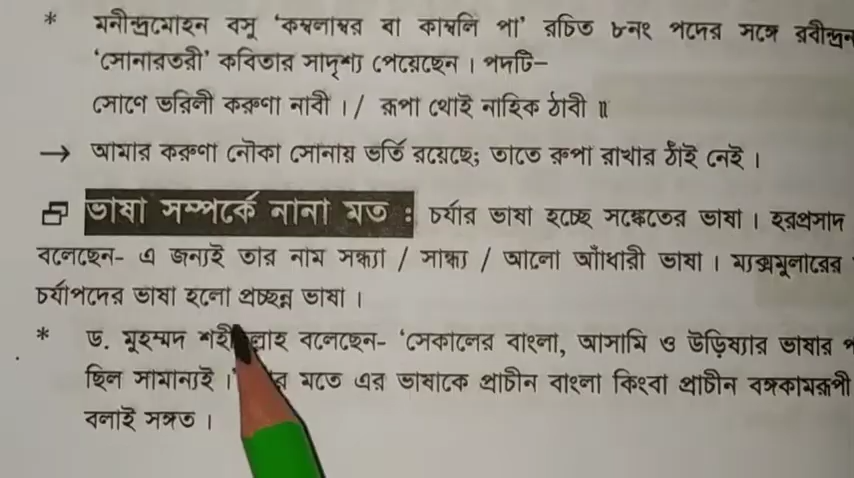 * মনীন্দ্রমোহন বসু ‘কম্বলাম্বর বা কাম্বলি পা’ রচিত ৮নং পদের সঙ্গে রবীন্দ্রন
‘সোনারতরী’ কবিতার সাদৃশ্য পেয়েছেন । পদটি–
সোণে ভরিলী করুণা নাবী । / রূপা থোই নাহিক ঠাবী ॥
→ আমার করুণা নৌকা সোনায় ভর্তি রয়েছে; তাতে রুপা রাখার ঠাঁই নেই ।
ভাষা সম্পর্কে নানা মত : চর্যার ভাষা হচ্ছে সঙ্কেতের ভাষা । হরপ্রসাদ
বলেছেন- এ জন্যই তার নাম সন্ধ্যা / সান্ধ্য / আলো আঁধারী ভাষা । ম্যক্সমুলারের
চর্যাপদের ভাষা হলো প্রচ্ছন্ন ভাষা ।
* ড. মুহম্মদ বলেছেন- ‘সেকালের বাংলা, আসামি ও উড়িষ্যার ভাষার প
ছিল সামান্যই । মতে এর ভাষাকে প্রাচীন বাংলা কিংবা প্রাচীন বঙ্গকামরূপী
বলাই সঙ্গত ।